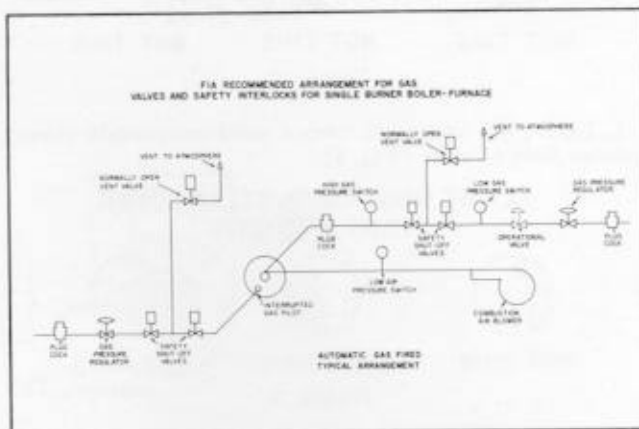 FIA RECOMMENDED ARRANGEMENT FOR GAS
VALVES AND SAFETY INTERLOCKS FOR SINGLE BURNER BOILER-FURNACE
NORMALLY OPEN
VENT VALVE
VENT TO ATMOSPHERE
VENT TO ATMOSPHERE
NORMALLY OPEN
VENT VALVE
HIGH GAS
PRESSURE SWITCH
LOW GAS
PRESSURE SWITCH
GAS PRESSURE
REGULATOR
PLUG
COCK
SAFETY
SHUT-OFF
VALVES
OPERATIONAL
VALVE
PLUG
COCK
LOW AIR
PRESSURE SWITCH
INTERRUPTED
GAS PILOT
COMBUSTION
AIR BLOWER
PLUG
COCK
GAS
PRESSURE
REGULATOR
SAFETY
SHUT-OFF
VALVES
AUTOMATIC GAS FIRED
TYPICAL ARRANGEMENT